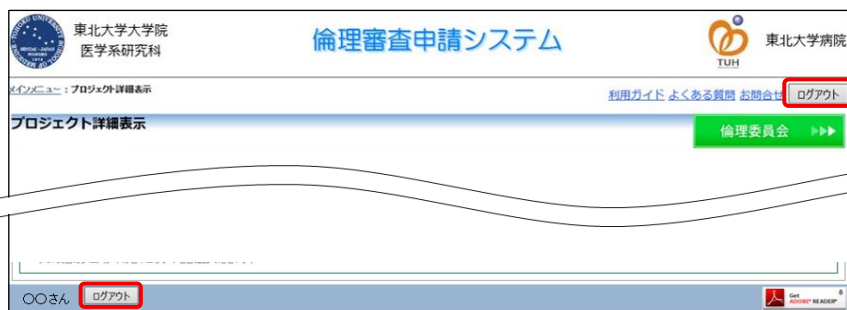 東北大学大学院
医学系研究科
倫理審査申請システム
TUH
東北大学病院
メインメニュー：プロジェクト詳細表示
利用ガイド よくある質問 お問合せ ログアウト
プロジェクト詳細表示
倫理委員会
〇〇さん ログアウト
Get
ADOBE® READER®